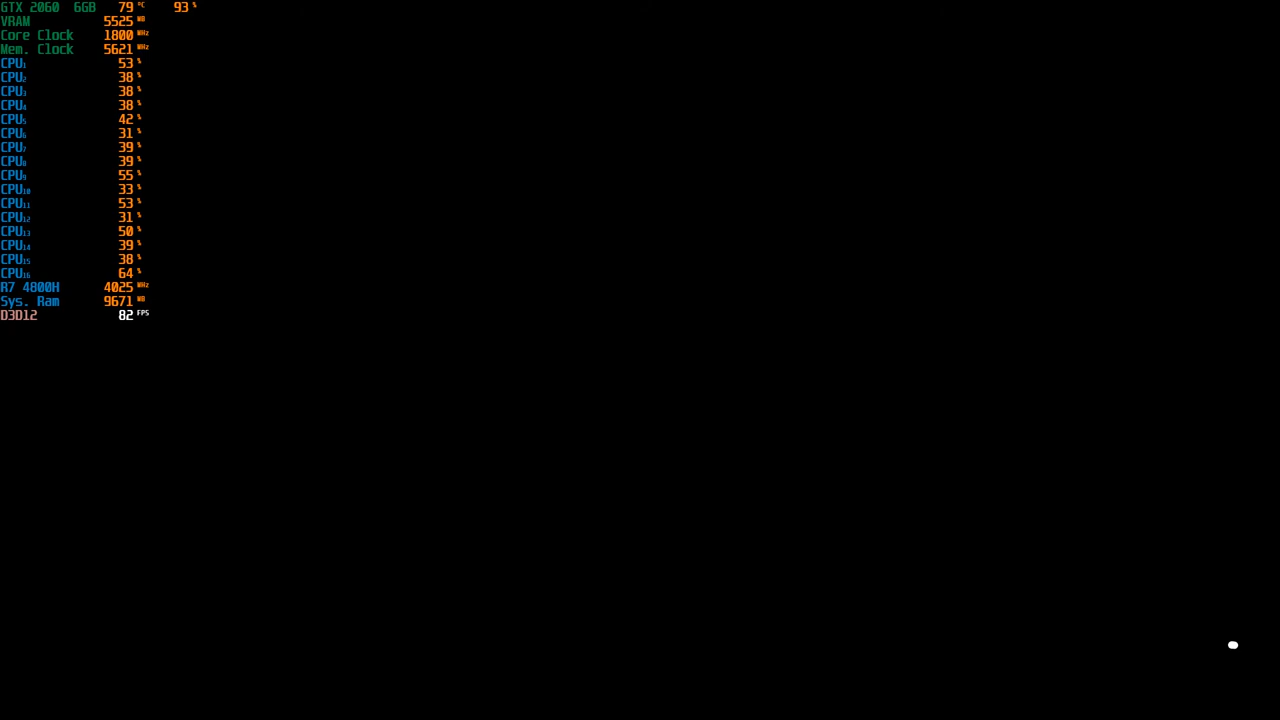 GTX 2060 6GB 79 °C 93 %
VRAM 5525 MB
Core Clock 1800 MHz
Mem. Clock 5621 MHz
CPU1 53 %
CPU2 38 %
CPU3 38 %
CPU4 38 %
CPU5 42 %
CPU6 31 %
CPU7 39 %
CPU8 39 %
CPU9 55 %
CPU10 33 %
CPU11 53 %
CPU12 31 %
CPU13 50 %
CPU14 39 %
CPU15 38 %
CPU16 64 %
R7 4800H 4025 MHz
Sys. Ram 9671 MB
D3D12 82 FPS